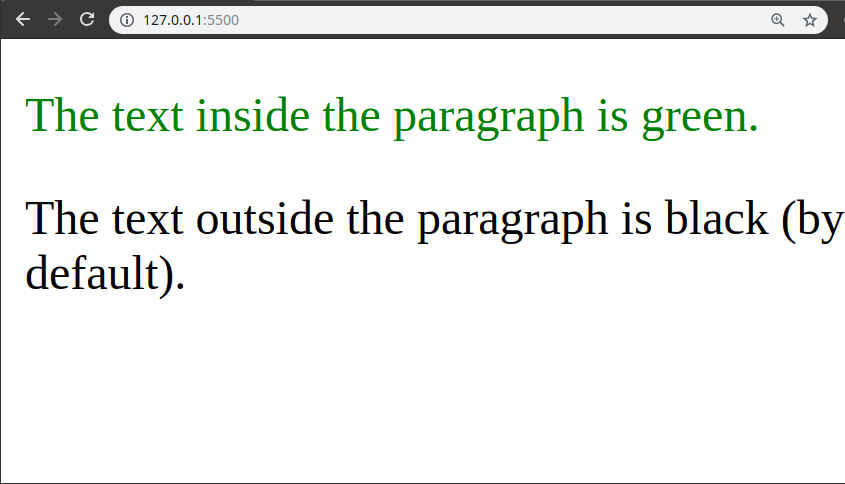 127.0.0.1:5500
The text inside the paragraph is green.
The text outside the paragraph is black (by
default).